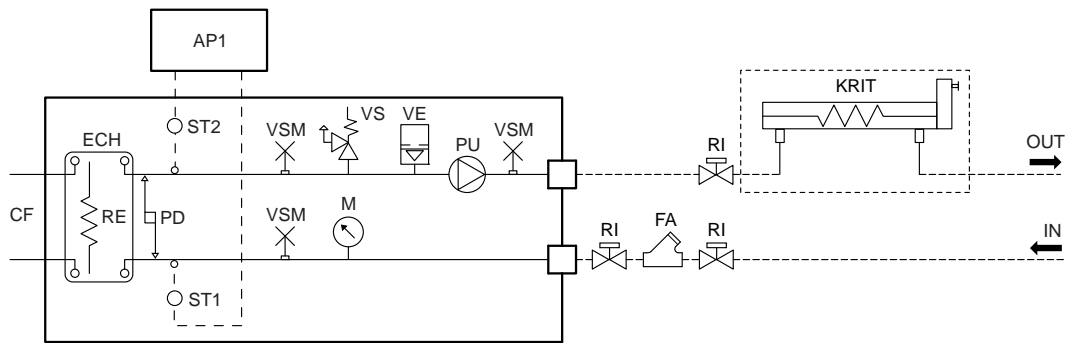 AP1
KRIT
ST2
VSM
VS
VE
PU
VSM
RI
OUT
ECH
CF
RE
PD
VSM
M
RI
FA
RI
IN
ST1